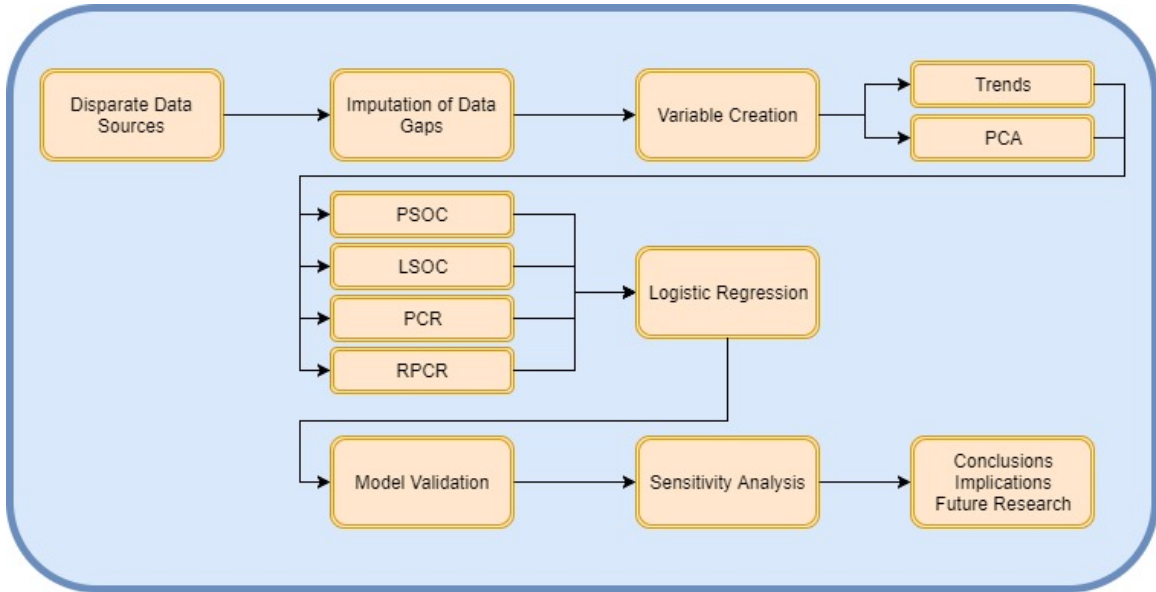 Disparate Data
Sources
Imputation of Data
Gaps
Variable Creation
Trends
PCA
PSOC
LSOC
PCR
RPCR
Logistic Regression
Model Validation
Sensitivity Analysis
Conclusions
Implications
Future Research